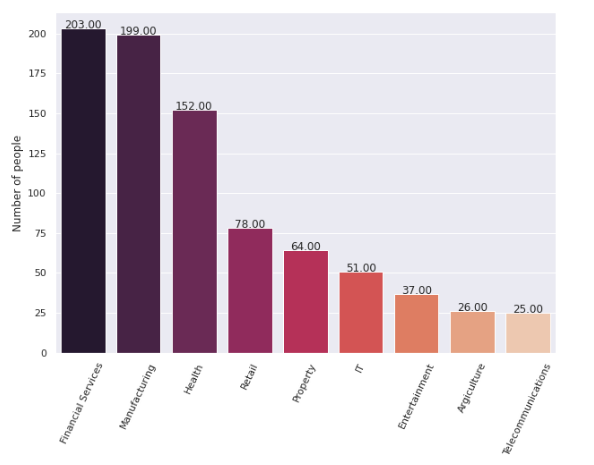 203.00
199.00
152.00
78.00
64.00
51.00
37.00
26.00
25.00
Number of people
200
175
150
125
100
75
50
25
0
Financial Services
Manufacturing
Health
Retail
Property
IT
Entertainment
Argiculture
Telecommunications